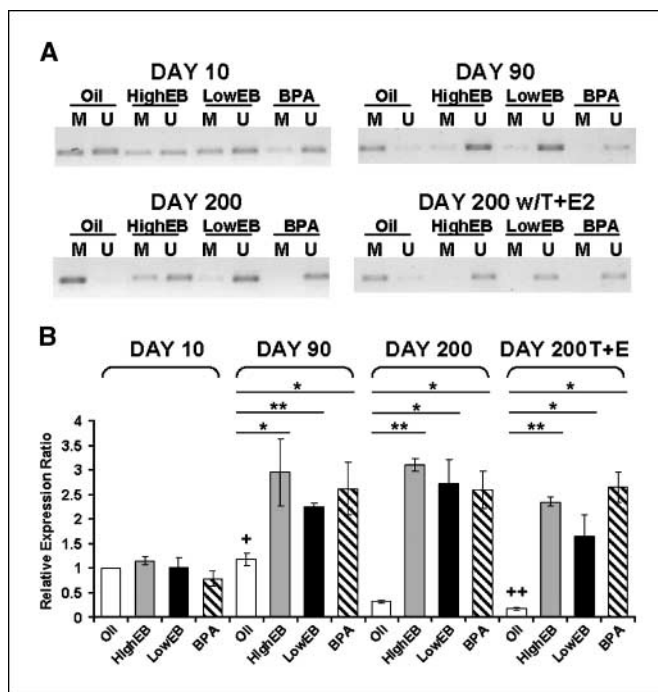 A
DAY 10
DAY 90
Oil HighEB LowEB BPA
Oil HighEB LowEB BPA
M U M U M U M U
M U M U M U M U
DAY 200
DAY 200 w/T+E2
Oil HighEB LowEB BPA
Oil HighEB LowEB BPA
M U M U M U M U
M U M U M U M U
B
DAY 10 DAY 90 DAY 200 DAY 200 T+E
* * *
** * *
* ** **
Relative Expression Ratio
4
3.5
3
2.5
2
1.5
1
0.5
0
+
++
Oil HighEB LowEB BPA Oil HighEB LowEB BPA Oil HighEB LowEB BPA Oil HighEB LowEB BPA